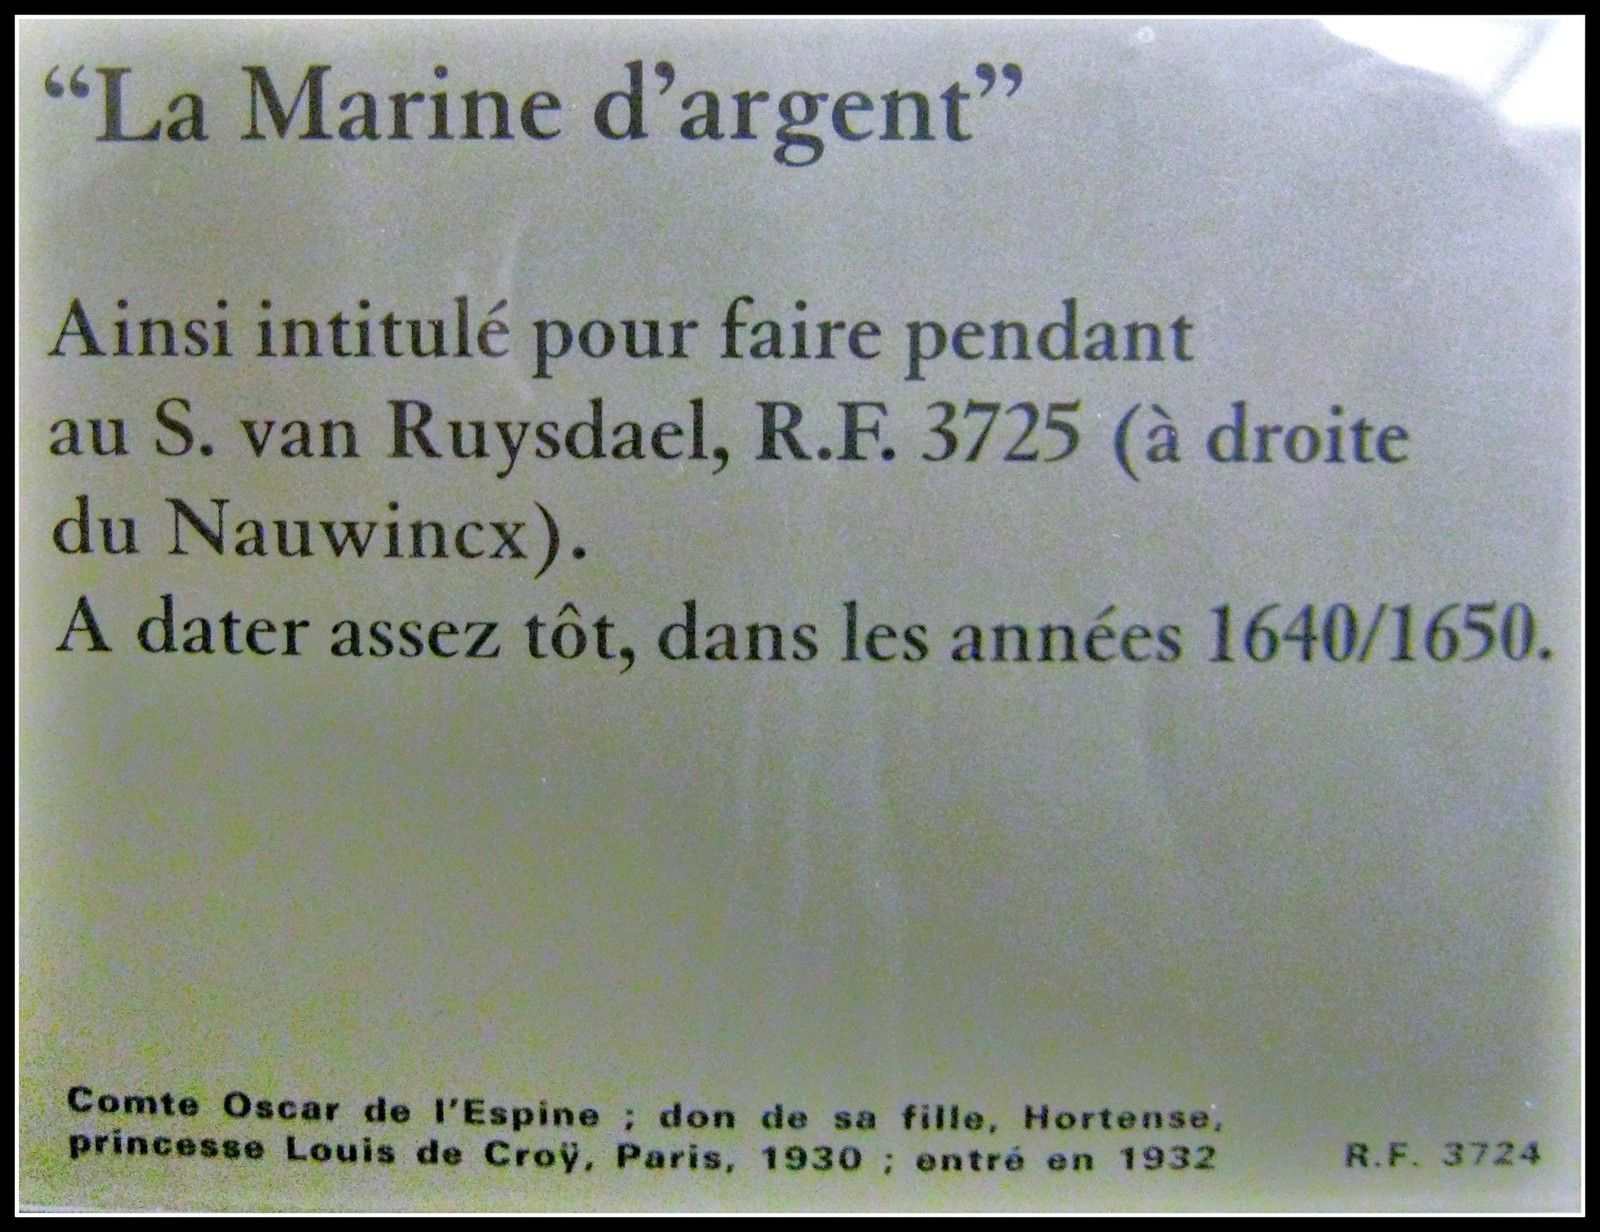 “La Marine d’argent”
Ainsi intitulé pour faire pendant
au S. van Ruysdael, R.F. 3725 (à droite
du Nauwincx).
A dater assez tôt, dans les années 1640/1650.
Comte Oscar de l'Espine ; don de sa fille, Hortense,
princesse Louis de Croÿ, Paris, 1930 ; entré en 1932 R.F. 3724